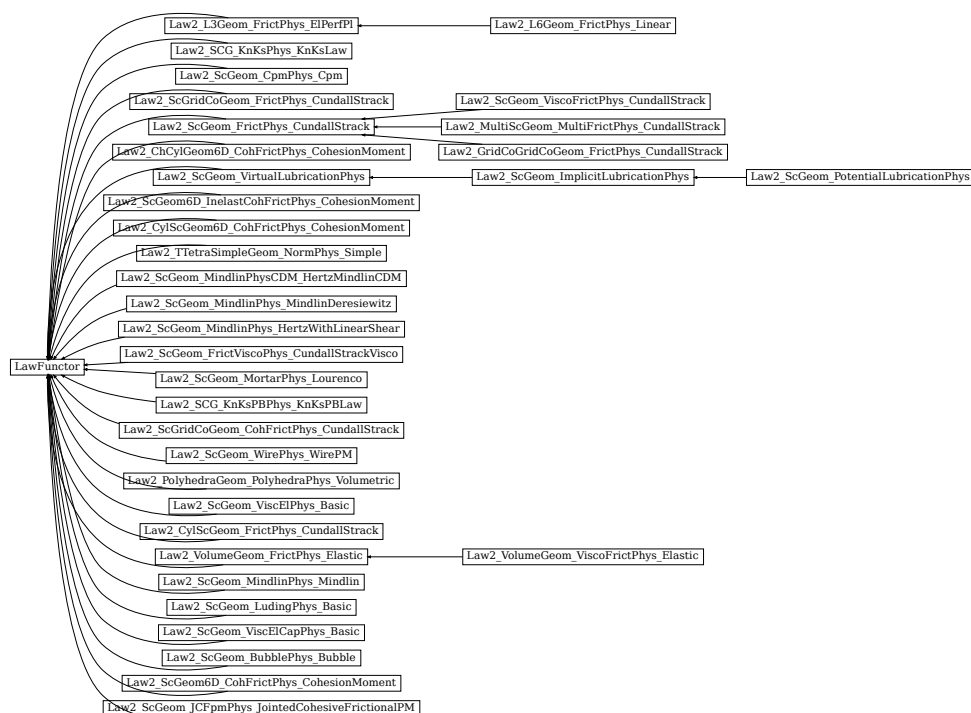 Law2_L3Geom_FrictPhys_ElPerfPl
Law2_L6Geom_FrictPhys_Linear
Law2_SCG_KnKsPhys_KnKsLaw
Law2_ScGeom_CpmPhys_Cpm
Law2_ScGridCoGeom_FrictPhys_CundallStrack
Law2_ScGeom_ViscoFrictPhys_CundallStrack
Law2_ScGeom_FrictPhys_CundallStrack
Law2_MultiScGeom_MultiFrictPhys_CundallStrack
Law2_ChCylGeom6D_CohFrictPhys_CohesionMoment
Law2_GridCoGridCoGeom_FrictPhys_CundallStrack
Law2_ScGeom_VirtualLubricationPhys
Law2_ScGeom_ImplicitLubricationPhys
Law2_ScGeom_PotentialLubricationPhys
Law2_ScGeom6D_InelastCohFrictPhys_CohesionMoment
Law2_CylScGeom6D_CohFrictPhys_CohesionMoment
Law2_TTetraSimpleGeom_NormPhys_Simple
Law2_ScGeom_MindlinPhysCDM_HertzMindlinCDM
Law2_ScGeom_MindlinPhys_MindlinDeresiewitz
Law2_ScGeom_MindlinPhys_HertzWithLinearShear
Law2_ScGeom_FrictViscoPhys_CundallStrackVisco
LawFunctor
Law2_ScGeom_MortarPhys_Lourenco
Law2_SCG_KnKsPBPhys_KnKsPBLaw
Law2_ScGridCoGeom_CohFrictPhys_CundallStrack
Law2_ScGeom_WirePhys_WirePM
Law2_PolyhedraGeom_PolyhedraPhys_Volumetric
Law2_ScGeom_ViscElPhys_Basic
Law2_CylScGeom_FrictPhys_CundallStrack
Law2_VolumeGeom_FrictPhys_Elastic
Law2_VolumeGeom_ViscoFrictPhys_Elastic
Law2_ScGeom_MindlinPhys_Mindlin
Law2_ScGeom_LudingPhys_Basic
Law2_ScGeom_ViscElCapPhys_Basic
Law2_ScGeom_BubblePhys_Bubble
Law2_ScGeom6D_CohFrictPhys_CohesionMoment
Law2_ScGeom_JCFpmPhys_JointedCohesiveFrictionalPM